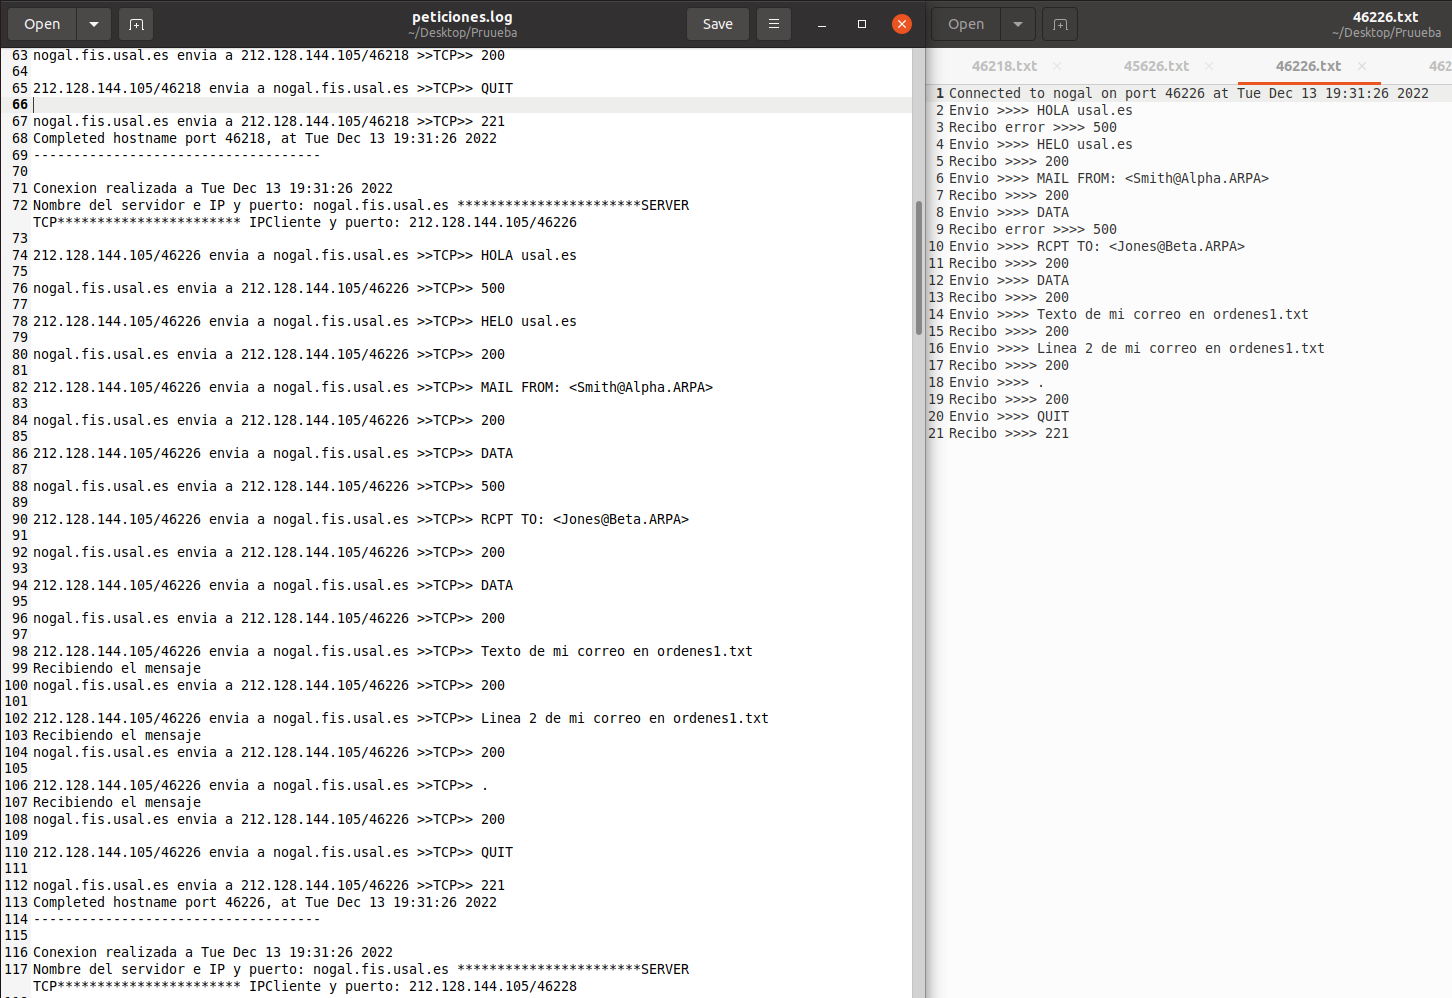 Open
peticiones.log
~/Desktop/Pruueba
Save
63 nogal.fis.usal.es envia a 212.128.144.105/46218 >>TCP>> 200
64
65 212.128.144.105/46218 envia a nogal.fis.usal.es >>TCP>> QUIT
66
67 nogal.fis.usal.es envia a 212.128.144.105/46218 >>TCP>> 221
68 Completed hostname port 46218, at Tue Dec 13 19:31:26 2022
69 ------------------------------------
70
71 Conexion realizada a Tue Dec 13 19:31:26 2022
72 Nombre del servidor e IP y puerto: nogal.fis.usal.es ***********************SERVER
TCP*********************** IPCliente y puerto: 212.128.144.105/46226
73
74 212.128.144.105/46226 envia a nogal.fis.usal.es >>TCP>> HOLA usal.es
75
76 nogal.fis.usal.es envia a 212.128.144.105/46226 >>TCP>> 500
77
78 212.128.144.105/46226 envia a nogal.fis.usal.es >>TCP>> HELO usal.es
79
80 nogal.fis.usal.es envia a 212.128.144.105/46226 >>TCP>> 200
81
82 212.128.144.105/46226 envia a nogal.fis.usal.es >>TCP>> MAIL FROM: <Smith@Alpha.ARPA>
83
84 nogal.fis.usal.es envia a 212.128.144.105/46226 >>TCP>> 200
85
86 212.128.144.105/46226 envia a nogal.fis.usal.es >>TCP>> DATA
87
88 nogal.fis.usal.es envia a 212.128.144.105/46226 >>TCP>> 500
89
90 212.128.144.105/46226 envia a nogal.fis.usal.es >>TCP>> RCPT TO: <Jones@Beta.ARPA>
91
92 nogal.fis.usal.es envia a 212.128.144.105/46226 >>TCP>> 200
93
94 212.128.144.105/46226 envia a nogal.fis.usal.es >>TCP>> DATA
95
96 nogal.fis.usal.es envia a 212.128.144.105/46226 >>TCP>> 200
97
98 212.128.144.105/46226 envia a nogal.fis.usal.es >>TCP>> Texto de mi correo en ordenes1.txt
99 Recibiendo el mensaje
100 nogal.fis.usal.es envia a 212.128.144.105/46226 >>TCP>> 200
101
102 212.128.144.105/46226 envia a nogal.fis.usal.es >>TCP>> Linea 2 de mi correo en ordenes1.txt
103 Recibiendo el mensaje
104 nogal.fis.usal.es envia a 212.128.144.105/46226 >>TCP>> 200
105
106 212.128.144.105/46226 envia a nogal.fis.usal.es >>TCP>> .
107 Recibiendo el mensaje
108 nogal.fis.usal.es envia a 212.128.144.105/46226 >>TCP>> 200
109
110 212.128.144.105/46226 envia a nogal.fis.usal.es >>TCP>> QUIT
111
112 nogal.fis.usal.es envia a 212.128.144.105/46226 >>TCP>> 221
113 Completed hostname port 46226, at Tue Dec 13 19:31:26 2022
114 ------------------------------------
115
116 Conexion realizada a Tue Dec 13 19:31:26 2022
117 Nombre del servidor e IP y puerto: nogal.fis.usal.es ***********************SERVER
TCP*********************** IPCliente y puerto: 212.128.144.105/46228
Open
46226.txt
~/Desktop/Pruueba
46218.txt
45626.txt
46226.txt
462
1 Connected to nogal on port 46226 at Tue Dec 13 19:31:26 2022
2 Envio >>>> HOLA usal.es
3 Recibo error >>>> 500
4 Envio >>>> HELO usal.es
5 Recibo >>>> 200
6 Envio >>>> MAIL FROM: <Smith@Alpha.ARPA>
7 Recibo >>>> 200
8 Envio >>>> DATA
9 Recibo error >>>> 500
10 Envio >>>> RCPT TO: <Jones@Beta.ARPA>
11 Recibo >>>> 200
12 Envio >>>> DATA
13 Recibo >>>> 200
14 Envio >>>> Texto de mi correo en ordenes1.txt
15 Recibo >>>> 200
16 Envio >>>> Linea 2 de mi correo en ordenes1.txt
17 Recibo >>>> 200
18 Envio >>>> .
19 Recibo >>>> 200
20 Envio >>>> QUIT
21 Recibo >>>> 221